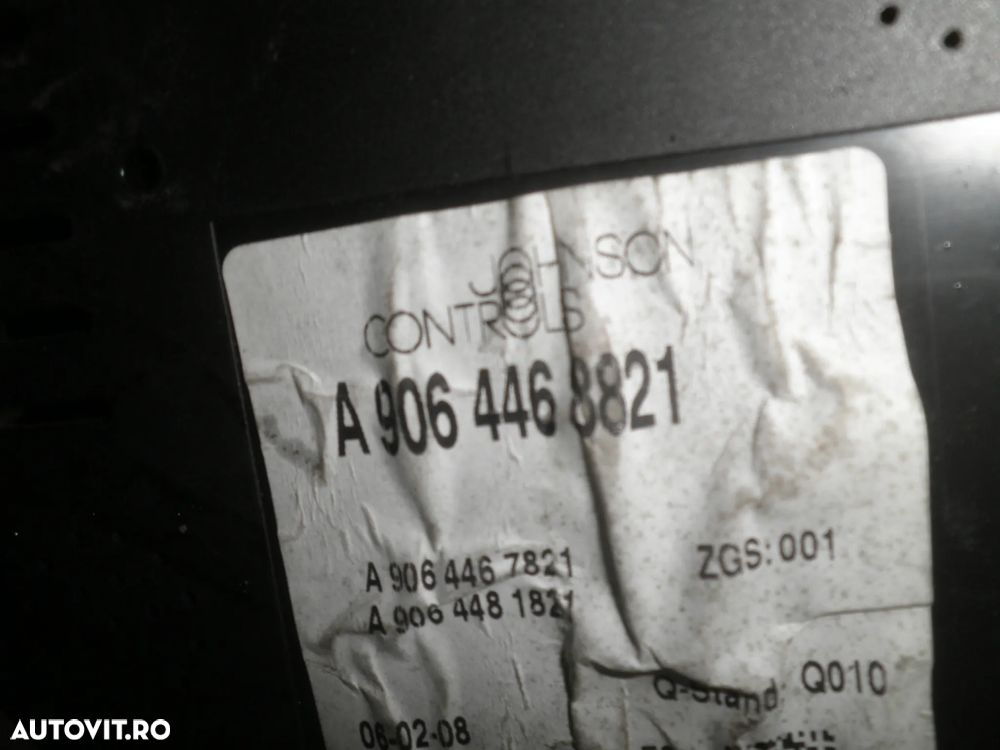 JOHNSON
CONTROLS
A 906 446 8821
A 906 446 7821
ZGS: 001
A 906 448 1821
Q-Stand: Q010
06-02-08
AUTOVIT.RO